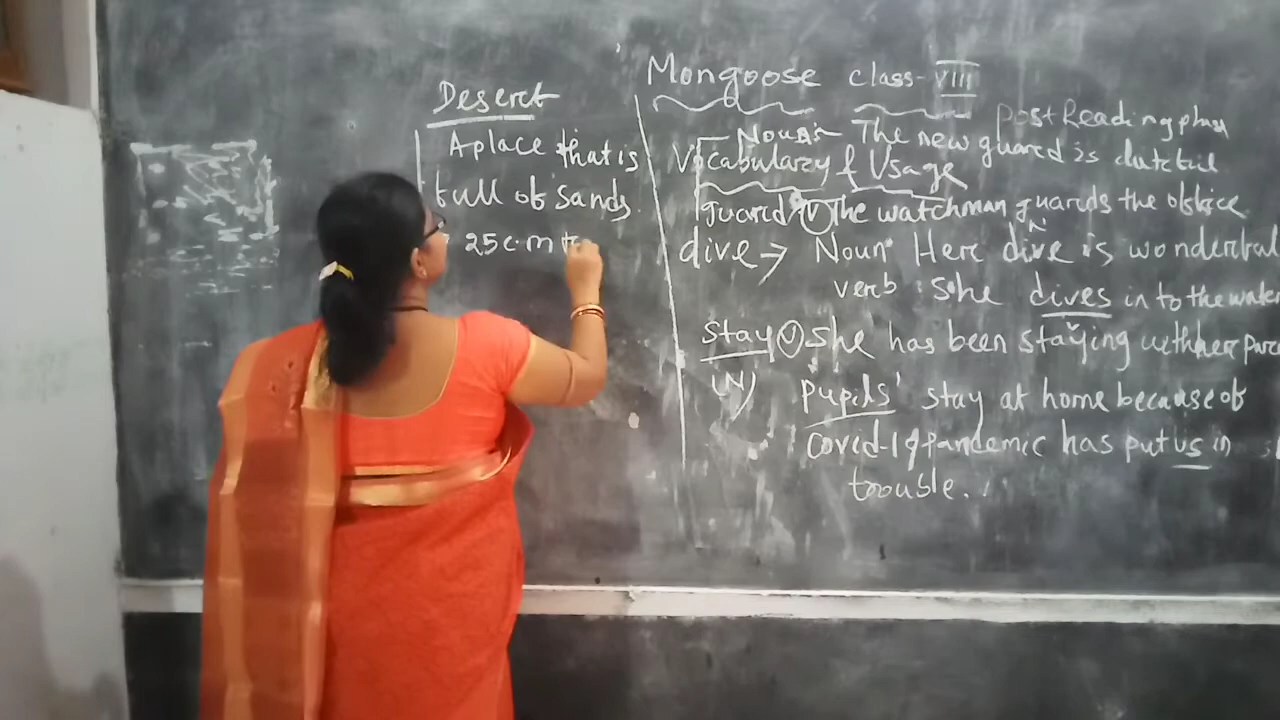 Deseret
A place that is
full of sands.
25 c.m
Mongoose class-VIII
Post Reading phase
Noun The new guard is dutiful
Vocabulary & Usage
guard (V) The watchman guards the office
dive → Noun Here dive is wonderful
verb : She dives in to the water
stay (V) She has been staying with her pare
(N) pupils' stay at home because of
covid-19 pandemic has put us in
trouble.